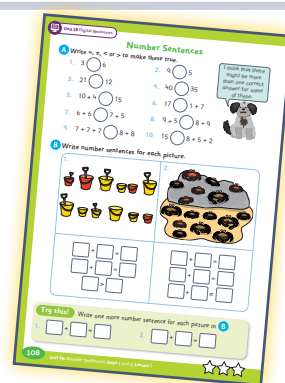 Unit 1B Digital Sentences
Number Sentences
A Write =, ≠, < or > to make these true.
1. 3 6
2. 9 5
3. 21 12
4. 40 35
5. 10 + 4 15
6. 17 1 + 7
7. 6 + 6 7 + 5
8. 9 + 5 8 + 9
9. 7 + 7 + 7 8 + 8
10. 15 8 + 5 + 2
I think that there
might be more
than one correct
answer for some
of these.
B Write number sentences for each picture.
1.
2.
+ =
+ =
>
+ =
+ =
+ ≠
Try this! Write one more number sentence for each picture in B
1. + =
2. + =
108